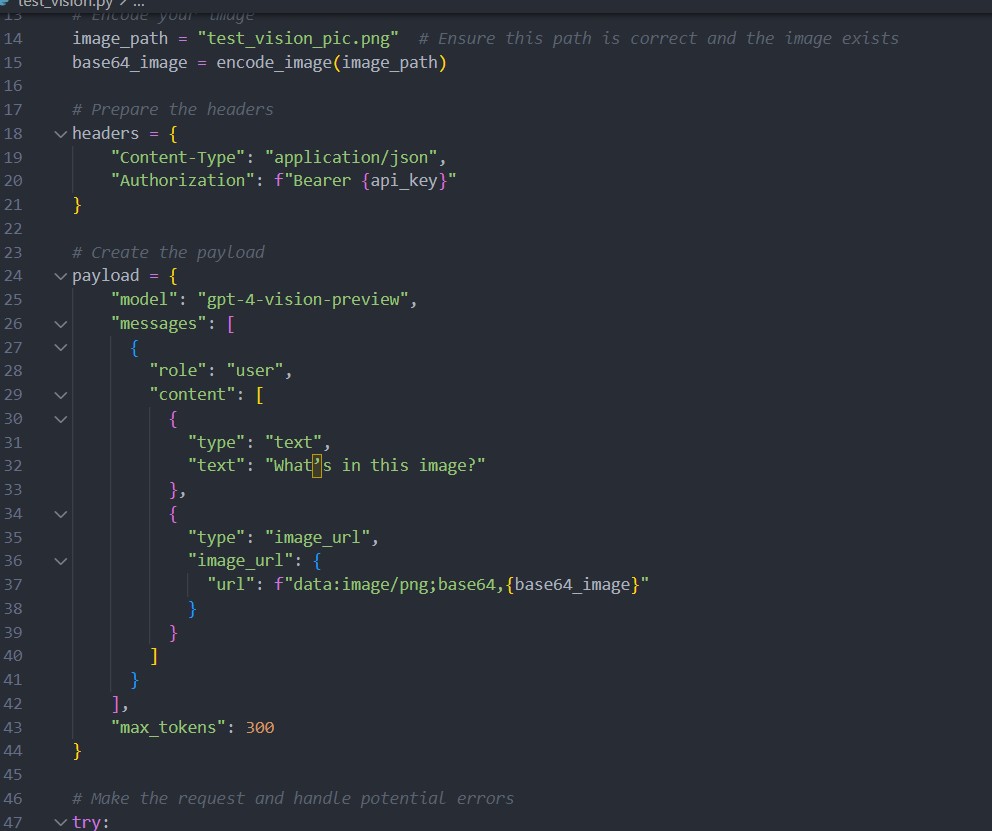 test_vision.py > ...
13 # Encode your image
14 image_path = "test_vision_pic.png"  # Ensure this path is correct and the image exists
15 base64_image = encode_image(image_path)
16
17 # Prepare the headers
18 headers = {
19     "Content-Type": "application/json",
20     "Authorization": f"Bearer {api_key}"
21 }
22
23 # Create the payload
24 payload = {
25     "model": "gpt-4-vision-preview",
26     "messages": [
27       {
28         "role": "user",
29         "content": [
30           {
31             "type": "text",
32             "text": "What’s in this image?"
33           },
34           {
35             "type": "image_url",
36             "image_url": {
37               "url": f"data:image/png;base64,{base64_image}"
38             }
39           }
40         ]
41       }
42     ],
43     "max_tokens": 300
44 }
45
46 # Make the request and handle potential errors
47 try: